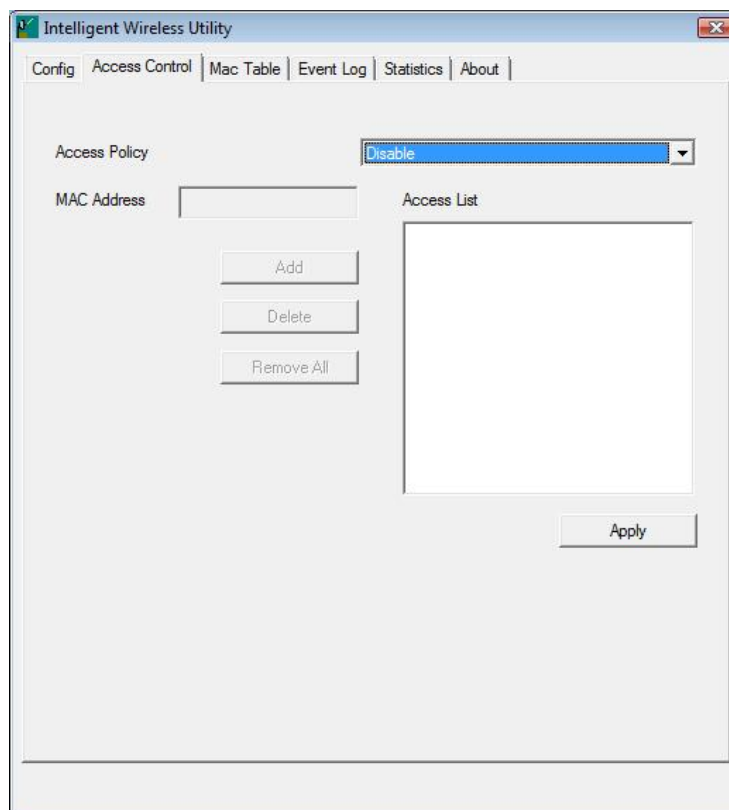 Intelligent Wireless Utility
Config Access Control Mac Table Event Log Statistics About
Access Policy Disable
MAC Address Access List
Add
Delete
Remove All
Apply